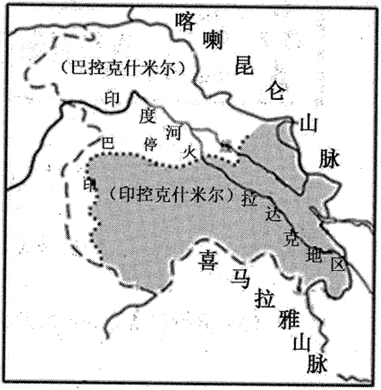 喀喇昆仑山脉
（巴控克什米尔）
印度河
印巴停火线
（印控克什米尔）
拉达克地区
喜马拉雅山脉